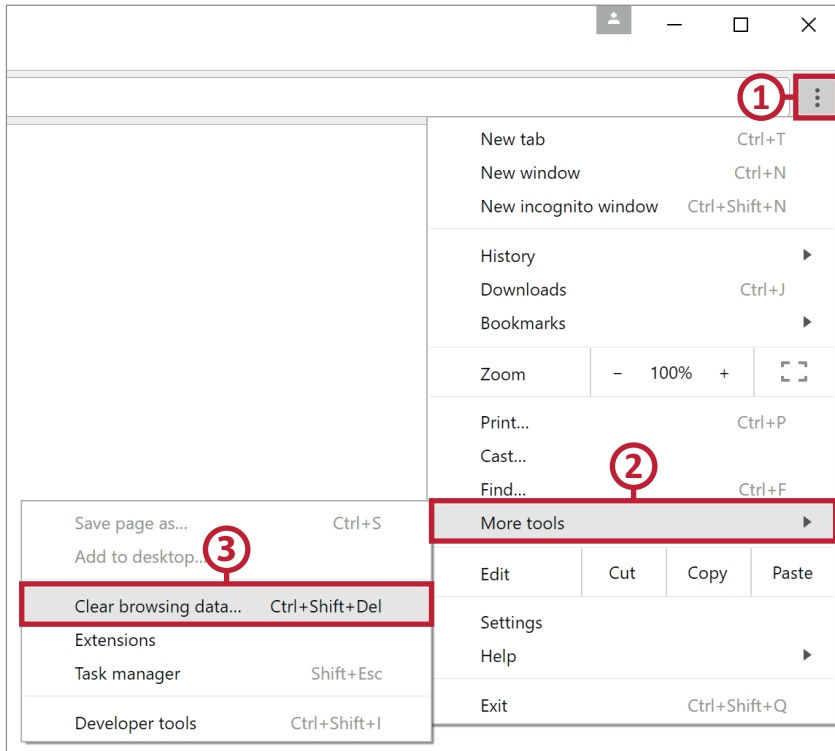 1
New tab Ctrl+T
New window Ctrl+N
New incognito window Ctrl+Shift+N
History
Downloads Ctrl+J
Bookmarks
Zoom − 100% +
Print... Ctrl+P
Cast...
2
Find... Ctrl+F
More tools
Edit Cut Copy Paste
Settings
Help
Exit Ctrl+Shift+Q
Save page as... Ctrl+S
Add to desktop...
3
Clear browsing data... Ctrl+Shift+Del
Extensions
Task manager Shift+Esc
Developer tools Ctrl+Shift+I